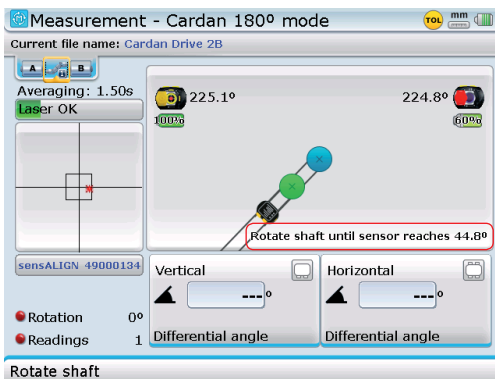 Measurement - Cardan 180º mode
TOL
mm
Current file name: Cardan Drive 2B
A
B
Averaging: 1.50s
Laser OK
225.1º
100%
224.8º
60%
Rotate shaft until sensor reaches 44.8º
sensALIGN 49000134
Vertical
---º
Differential angle
Horizontal
---º
Differential angle
Rotation 0º
Readings 1
Rotate shaft